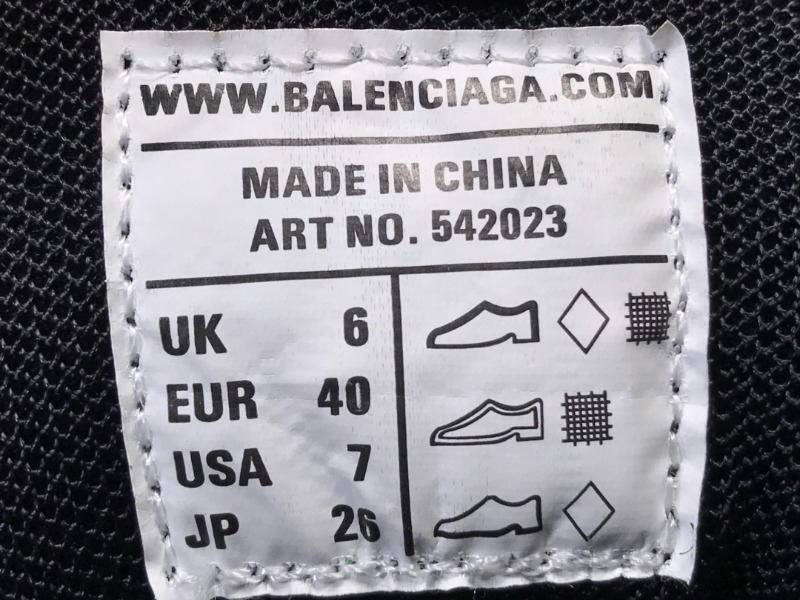 WWW.BALENCIAGA.COM
MADE IN CHINA
ART NO. 542023
UK 6
EUR 40
USA 7
JP 26